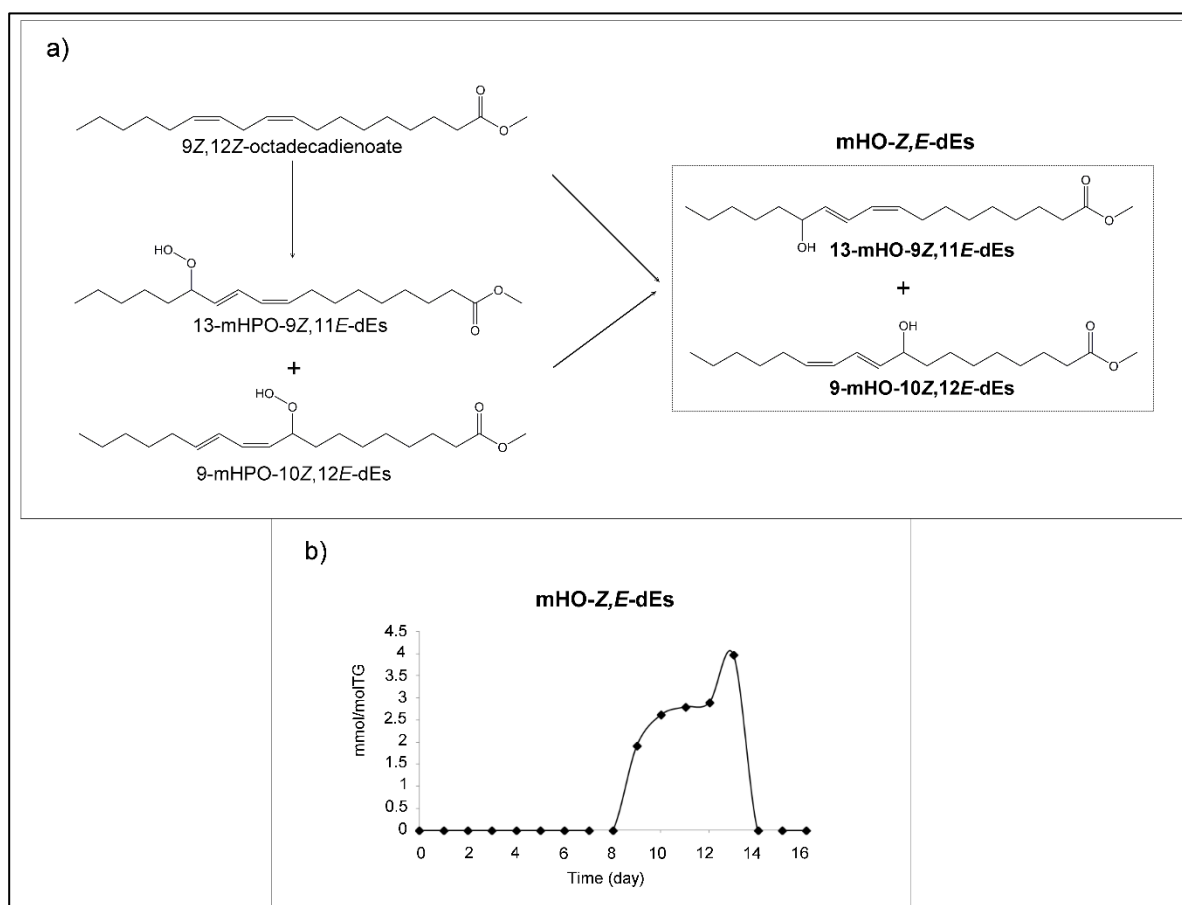 a)
O
O
9Z,12Z-octadecadienoate
mHO-Z,E-dEs
O
O
OH
13-mHO-9Z,11E-dEs
+
OH
O
O
9-mHO-10Z,12E-dEs
HO
O
O
O
13-mHPO-9Z,11E-dEs
+
HO
O
O
O
9-mHPO-10Z,12E-dEs
b)
mHO-Z,E-dEs
mmol/molTG
4.5
4
3.5
3
2.5
2
1.5
1
0.5
0
0 2 4 6 8 10 12 14 16
Time (day)